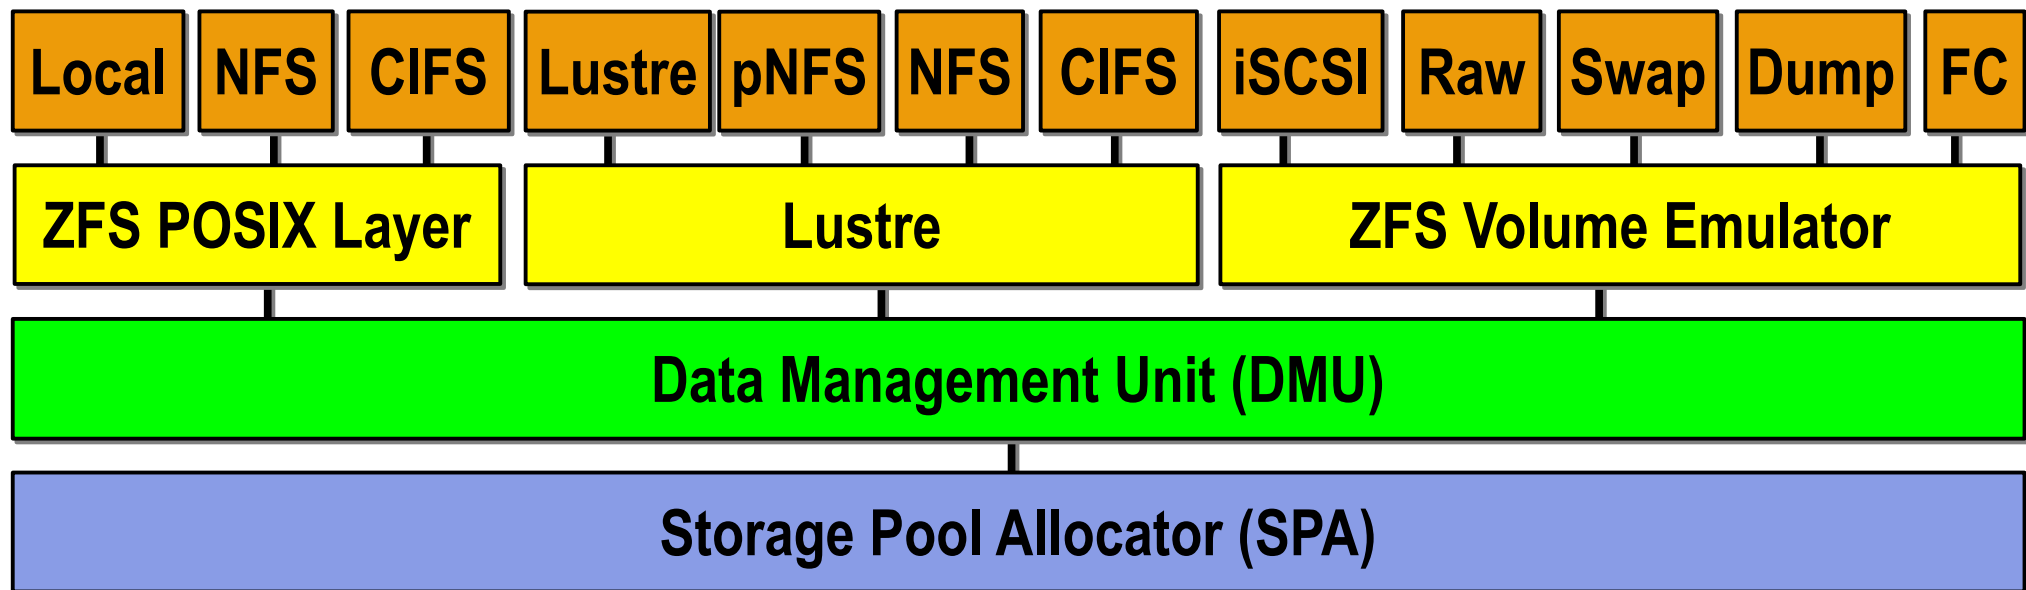 Local NFS CIFS Lustre pNFS NFS CIFS iSCSI Raw Swap Dump FC
ZFS POSIX Layer Lustre ZFS Volume Emulator
Data Management Unit (DMU)
Storage Pool Allocator (SPA)